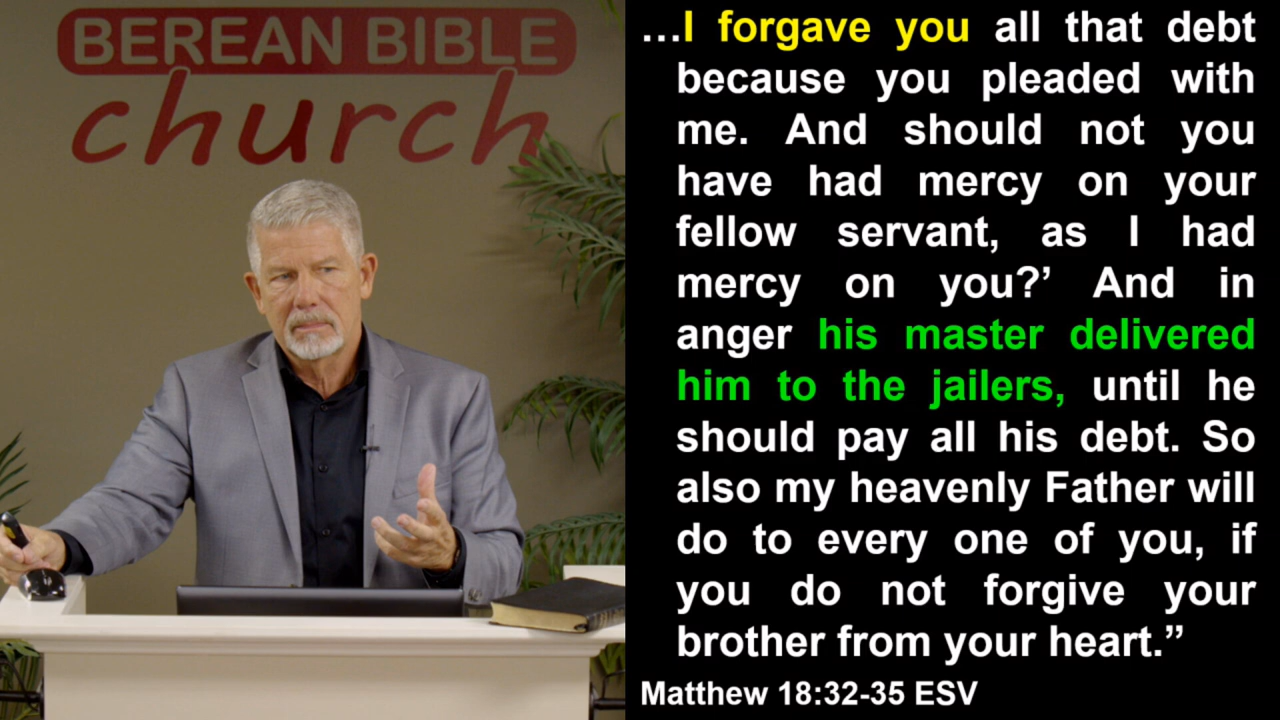 BEREAN BIBLE
church
…I forgave you all that debt
because you pleaded with
me. And should not you
have had mercy on your
fellow servant, as I had
mercy on you?’ And in
anger his master delivered
him to the jailers, until he
should pay all his debt. So
also my heavenly Father will
do to every one of you, if
you do not forgive your
brother from your heart.”
Matthew 18:32-35 ESV